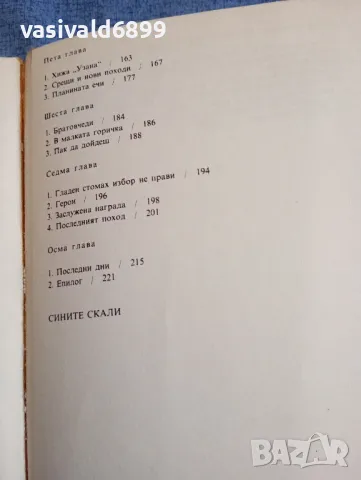 vasivald6899
Пета глава
1. Хижа „Узана“ / 163
2. Срещи и нови походи / 167
3. Планината ечи / 177
Шеста глава
1. Братовчеди / 184
2. В малката горичка / 186
3. Пак да дойдеш / 188
Седма глава
1. Гладен стомах избор не прави / 194
2. Герои / 196
3. Заслужена награда / 198
4. Последният поход / 201
Осма глава
1. Последни дни / 215
2. Епилог / 221
СИНИТЕ СКАЛИ
BAZAR